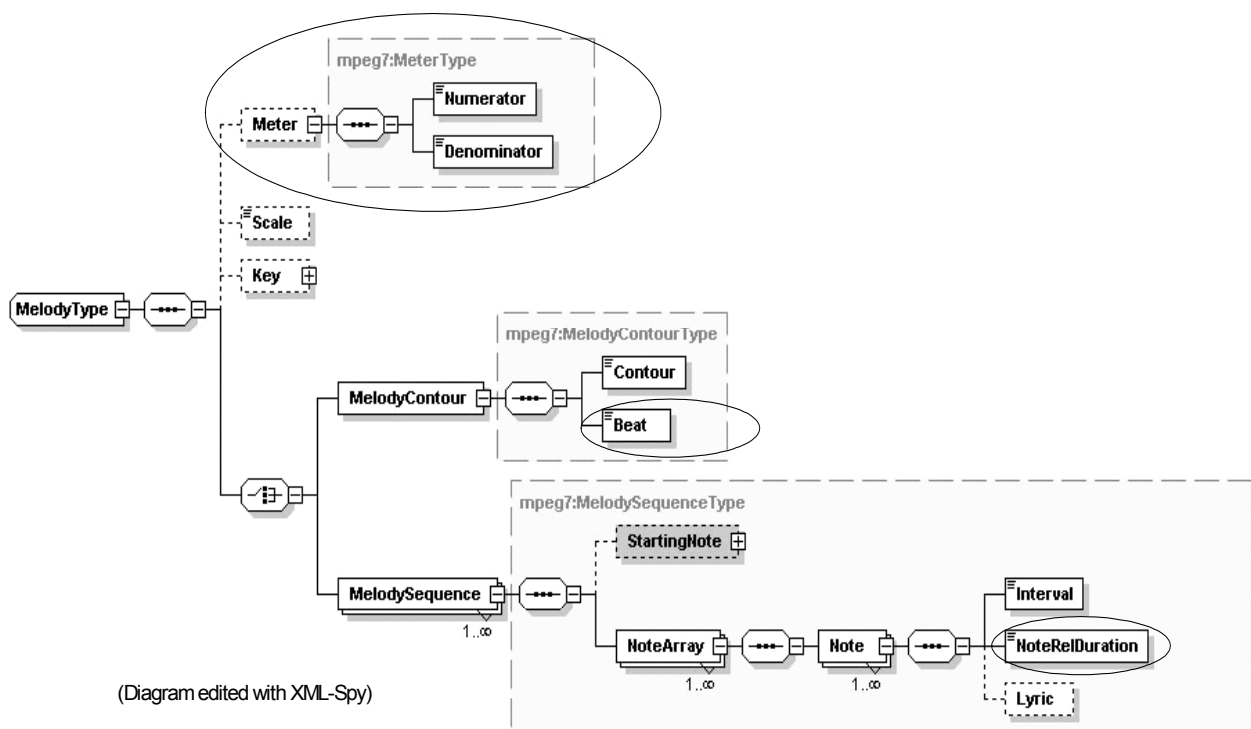 mpeg7:MeterType
Numerator
Meter
Denominator
Scale
Key
MelodyType
mpeg7:MelodyContourType
Contour
MelodyContour
Beat
mpeg7:MelodySequenceType
StartingNote
MelodySequence
1..∞
Interval
NoteArray
1..∞
Note
1..∞
NoteRelDuration
Lyric
(Diagram edited with XML-Spy)